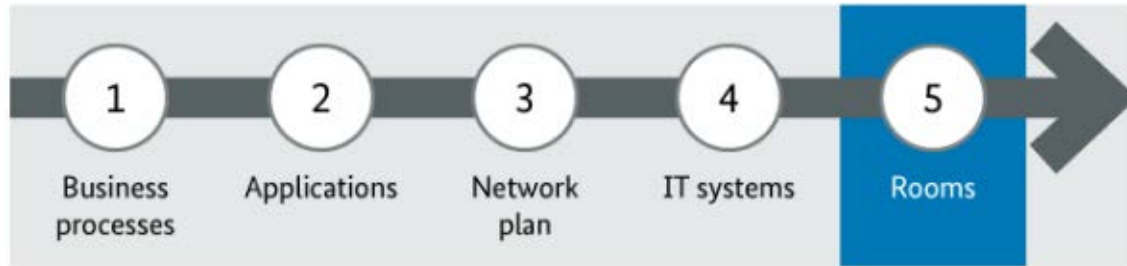 1
2
3
4
5
Business
processes
Applications
Network
plan
IT systems
Rooms